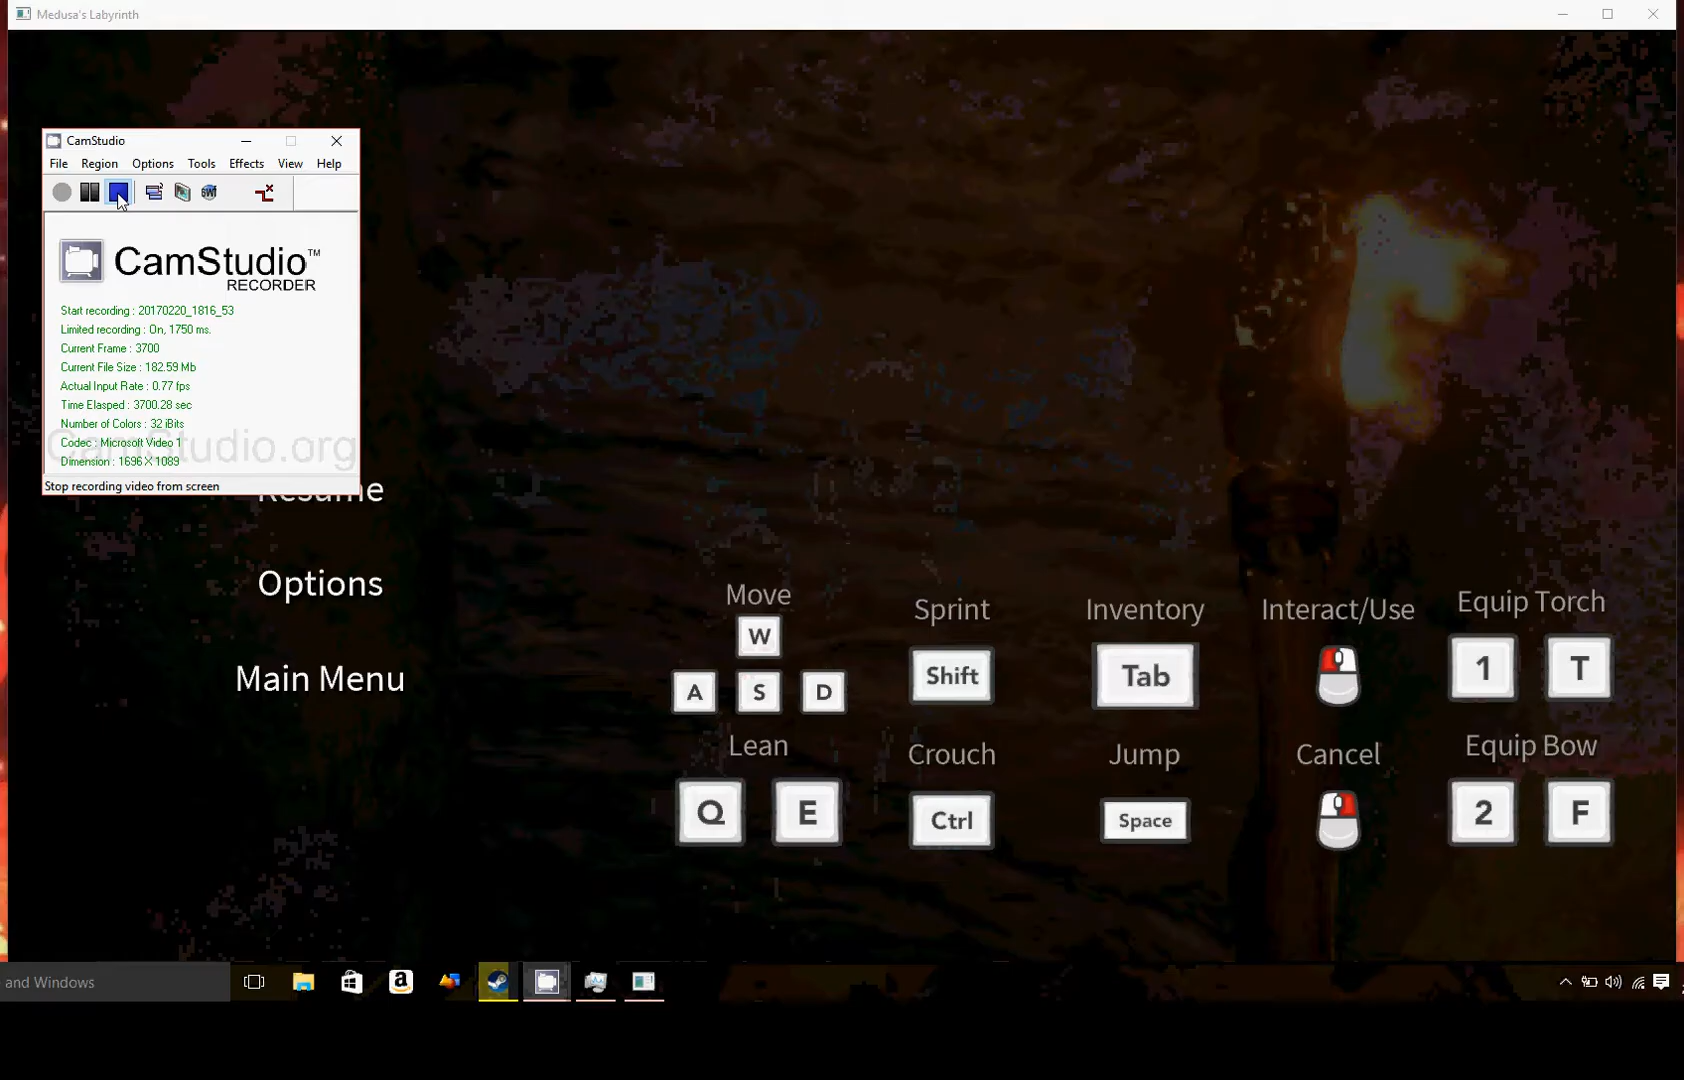 Medusa's Labyrinth
CamStudio
File Region Options Tools Effects View Help
SWF
CamStudio™
RECORDER
Start recording : 20170220_1816_53
Limited recording : On, 1750 ms.
Current Frame : 3700
Current File Size : 182.59 Mb
Actual Input Rate : 0.77 fps
Time Elasped : 3700.28 sec
Number of Colors : 32 iBits
Codec : Microsoft Video 1
CamStudio.org
Dimension : 1696 X 1089
Stop recording video from screen
Resume
Options
Main Menu
Move
W
A S D
Lean
Q E
Sprint
Shift
Crouch
Ctrl
Inventory
Tab
Jump
Space
Interact/Use
Cancel
Equip Torch
1 T
Equip Bow
2 F
and Windows